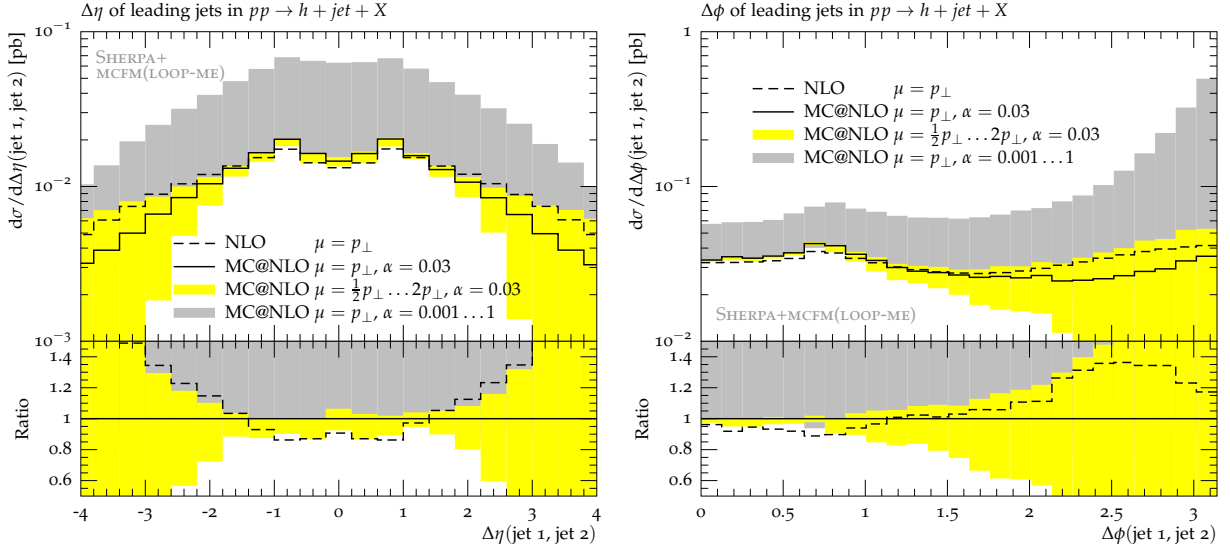 Δη of leading jets in pp → h + jet + X
SHERPA+
MCFM(LOOP-ME)
NLO μ = p⊥
MC@NLO μ = p⊥, α = 0.03
MC@NLO μ = ½p⊥ … 2p⊥, α = 0.03
MC@NLO μ = p⊥, α = 0.001 … 1
10⁻¹
10⁻²
10⁻³
dσ/dΔη(jet 1, jet 2) [pb]
1.4
1.2
1
0.8
0.6
Ratio
-4 -3 -2 -1 0 1 2 3 4
Δη(jet 1, jet 2)
Δϕ of leading jets in pp → h + jet + X
NLO μ = p⊥
MC@NLO μ = p⊥, α = 0.03
MC@NLO μ = ½p⊥ … 2p⊥, α = 0.03
MC@NLO μ = p⊥, α = 0.001 … 1
SHERPA+MCFM(LOOP-ME)
1
10⁻¹
10⁻²
dσ/dΔϕ(jet 1, jet 2) [pb]
1.4
1.2
1
0.8
0.6
Ratio
0 0.5 1 1.5 2 2.5 3
Δϕ(jet 1, jet 2)